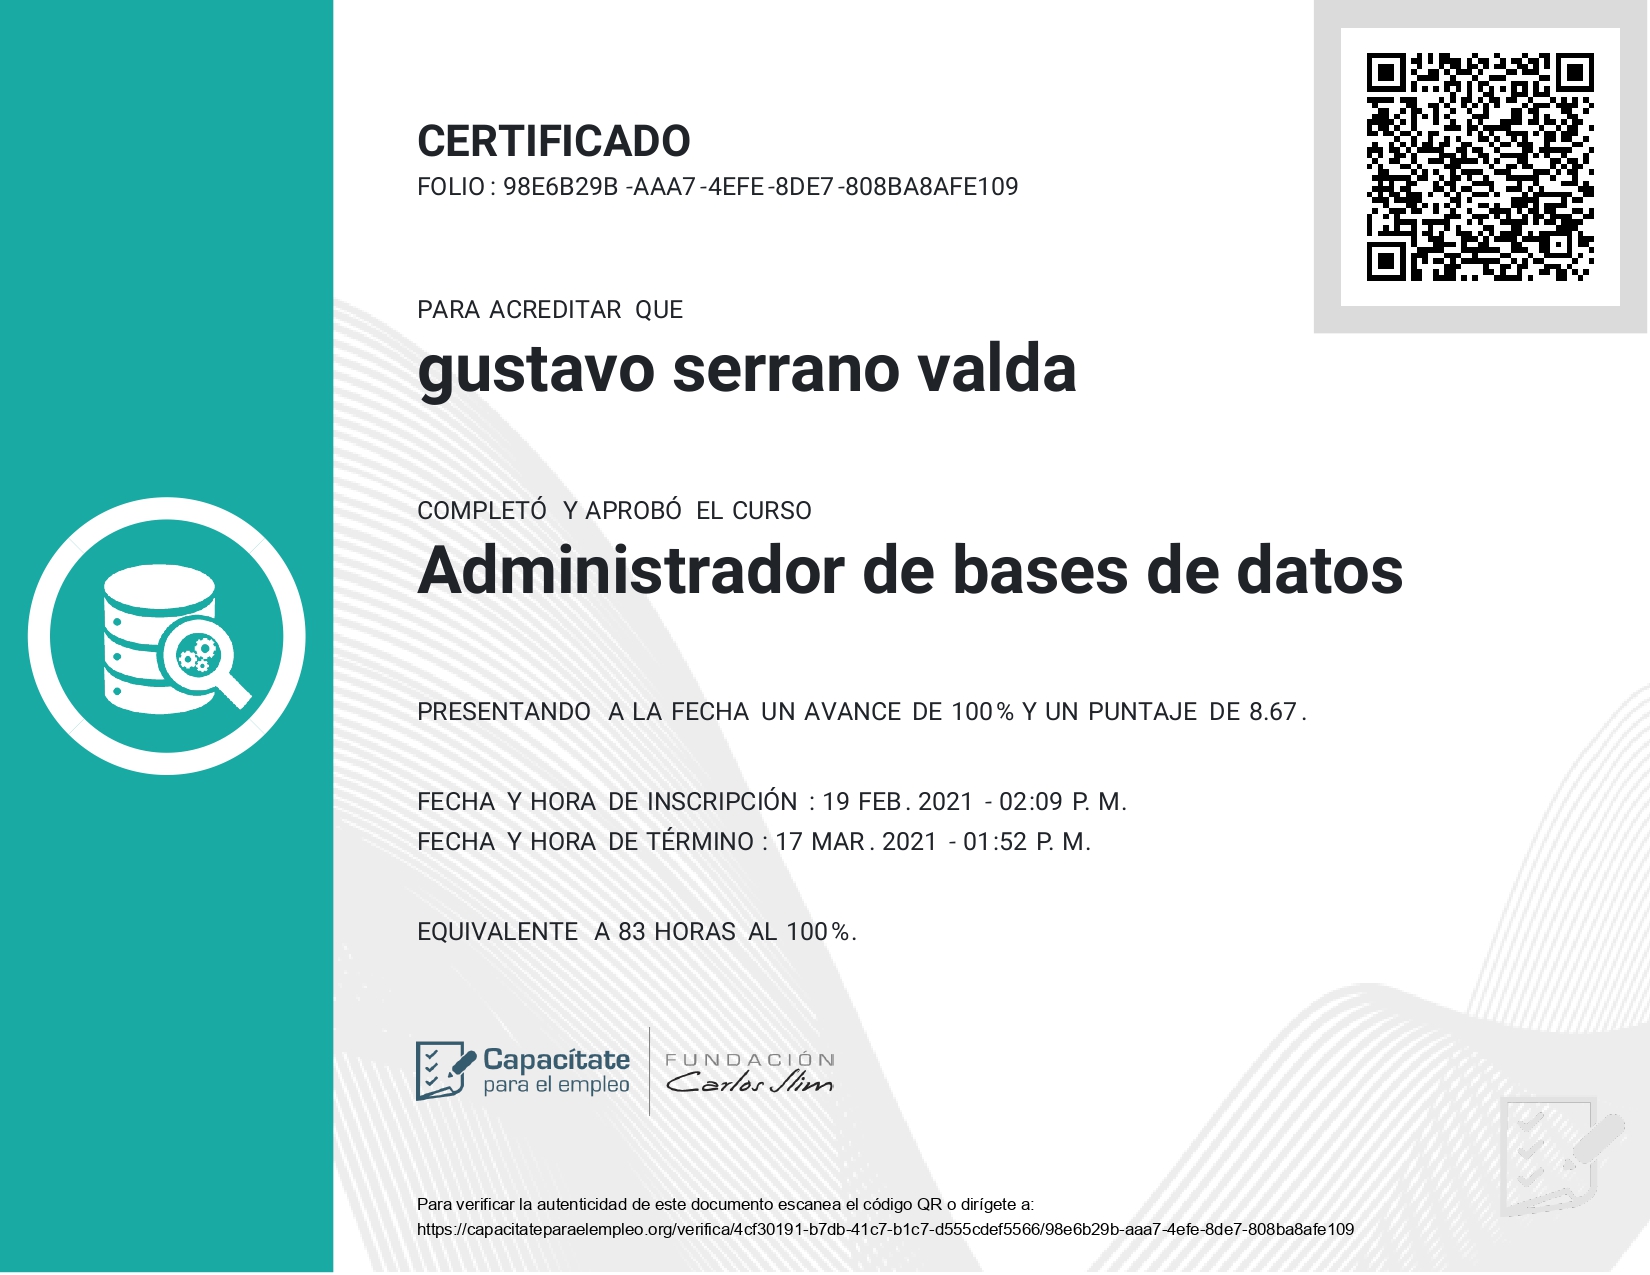 CERTIFICADO
FOLIO : 98E6B29B -AAA7 -4EFE -8DE7 -808BA8AFE109
PARA ACREDITAR QUE
gustavo serrano valda
COMPLETÓ Y APROBÓ EL CURSO
Administrador de bases de datos
PRESENTANDO A LA FECHA UN AVANCE DE 100% Y UN PUNTAJE DE 8.67.
FECHA Y HORA DE INSCRIPCIÓN : 19 FEB. 2021 - 02:09 P. M.
FECHA Y HORA DE TÉRMINO : 17 MAR. 2021 - 01:52 P. M.
EQUIVALENTE A 83 HORAS AL 100%.
Capacítate
para el empleo
FUNDACIÓN
Carlos Slim
Para verificar la autenticidad de este documento escanea el código QR o dirígete a:
https://capacitateparaelempleo.org/verifica/4cf30191-b7db-41c7-b1c7-d555cdef5566/98e6b29b-aaa7-4efe-8de7-808ba8afe109